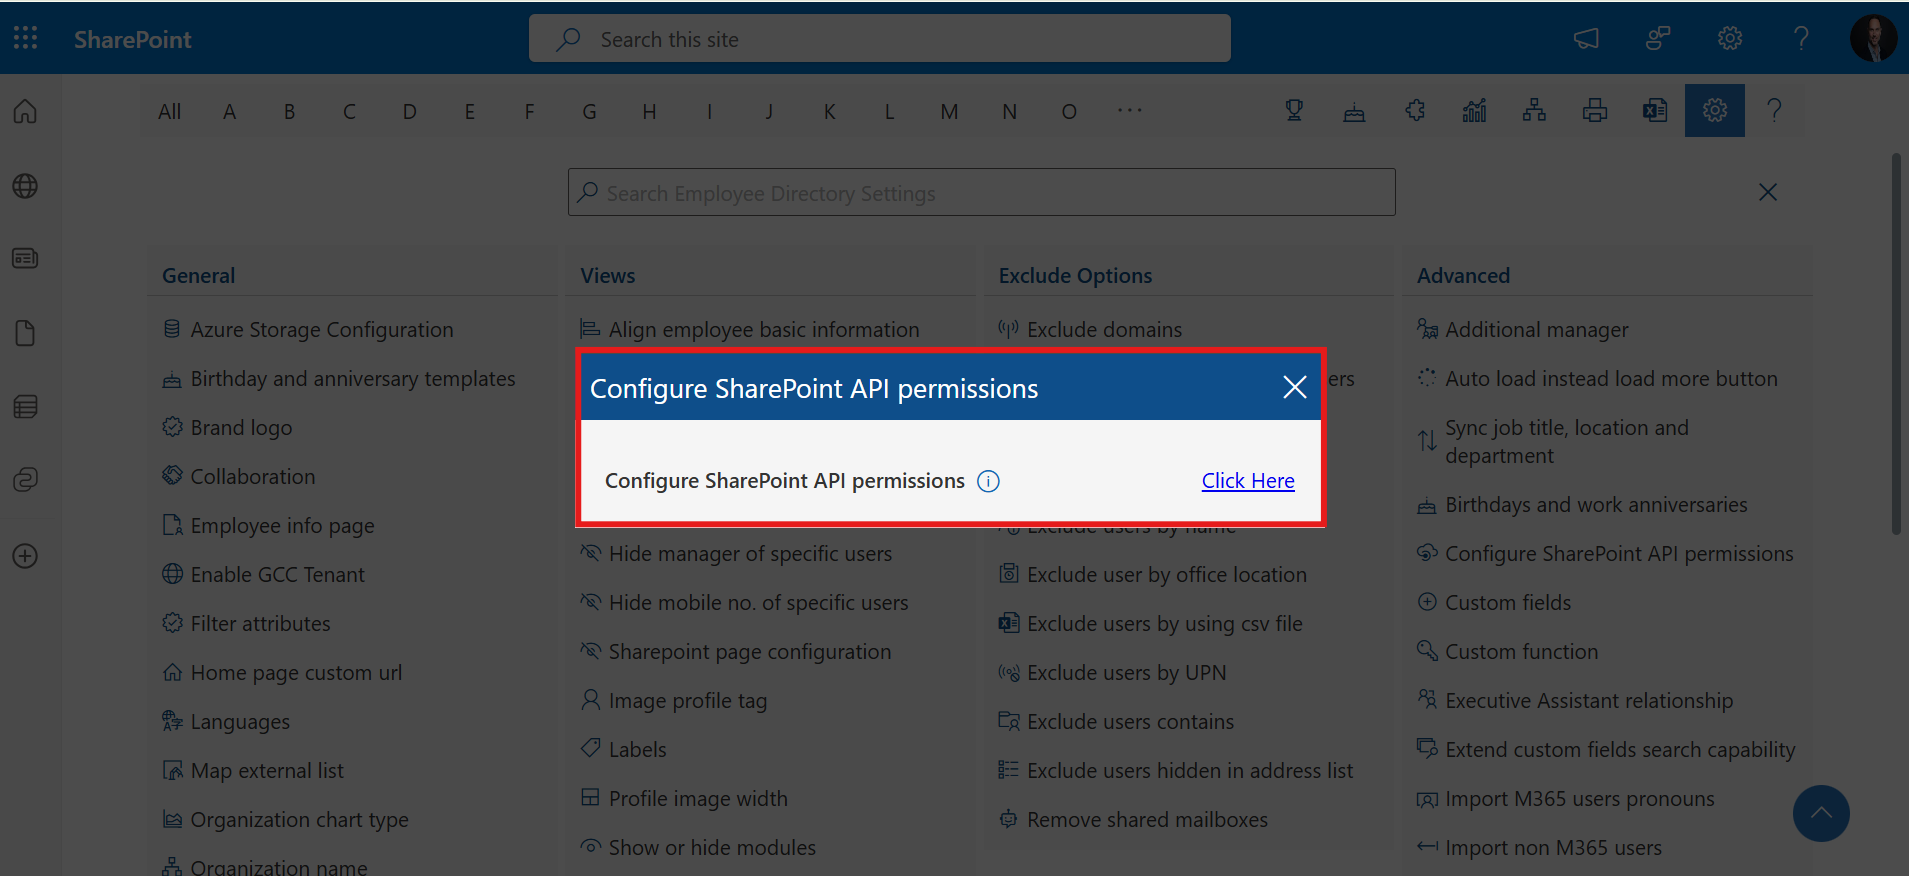 SharePoint
Search this site
All A B C D E F G H I J K L M N O ···
Search Employee Directory Settings
General
Azure Storage Configuration
Birthday and anniversary templates
Brand logo
Collaboration
Employee info page
Enable GCC Tenant
Filter attributes
Home page custom url
Languages
Map external list
Organization chart type
Organization name
Views
Align employee basic information
Hide manager of specific users
Hide mobile no. of specific users
Sharepoint page configuration
Image profile tag
Labels
Profile image width
Show or hide modules
Exclude Options
Exclude domains
Exclude users by name
Exclude user by office location
Exclude users by using csv file
Exclude users by UPN
Exclude users contains
Exclude users hidden in address list
Remove shared mailboxes
Advanced
Additional manager
Auto load instead load more button
Sync job title, location and
department
Birthdays and work anniversaries
Configure SharePoint API permissions
Custom fields
Custom function
Executive Assistant relationship
Extend custom fields search capability
Import M365 users pronouns
Import non M365 users
Configure SharePoint API permissions
Configure SharePoint API permissions
Click Here